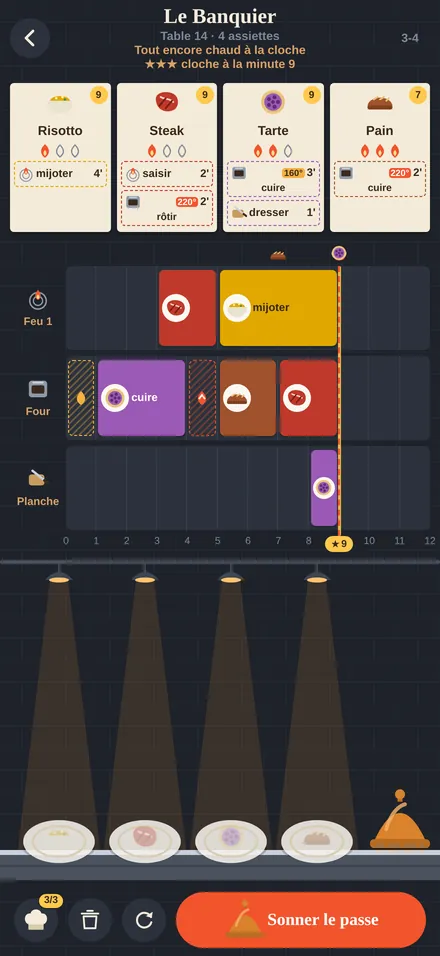 Le Banquier
Table 14 · 4 assiettes
3-4
Tout encore chaud à la cloche
★★★ cloche à la minute 9
9
Risotto
mijoter 4'
9
Steak
saisir 2'
220° 2'
rôtir
9
Tarte
160° 3'
cuire
dresser 1'
7
Pain
220° 2'
cuire
Feu 1
mijoter
Four
cuire
Planche
0 1 2 3 4 5 6 7 8 ★ 9 10 11 12
3/3
Sonner le passe